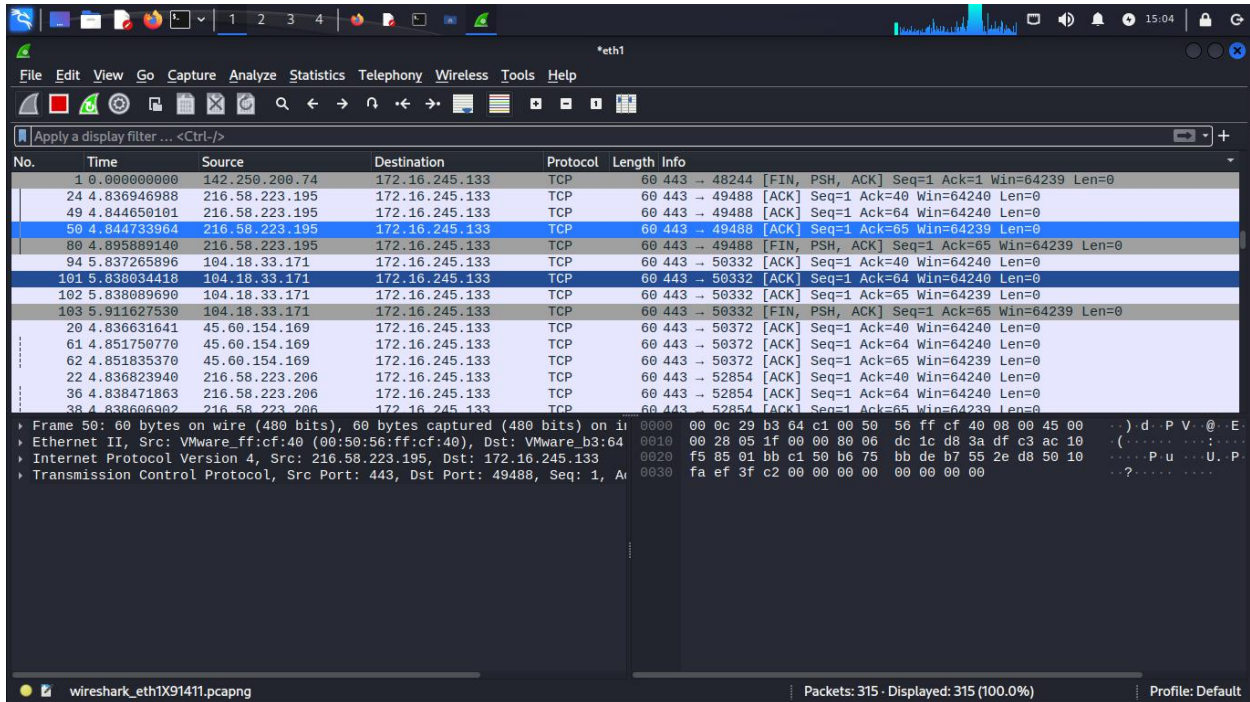 1 2 3 4 15:04
*eth1
File Edit View Go Capture Analyze Statistics Telephony Wireless Tools Help
Apply a display filter … <Ctrl-/>
No. Time Source Destination Protocol Length Info
1 0.000000000 142.250.200.74 172.16.245.133 TCP 60 443 → 48244 [FIN, PSH, ACK] Seq=1 Ack=1 Win=64239 Len=0
24 4.836946988 216.58.223.195 172.16.245.133 TCP 60 443 → 49488 [ACK] Seq=1 Ack=40 Win=64240 Len=0
49 4.844650101 216.58.223.195 172.16.245.133 TCP 60 443 → 49488 [ACK] Seq=1 Ack=64 Win=64240 Len=0
50 4.844733964 216.58.223.195 172.16.245.133 TCP 60 443 → 49488 [ACK] Seq=1 Ack=65 Win=64239 Len=0
80 4.895889140 216.58.223.195 172.16.245.133 TCP 60 443 → 49488 [FIN, PSH, ACK] Seq=1 Ack=65 Win=64239 Len=0
94 5.837265896 104.18.33.171 172.16.245.133 TCP 60 443 → 50332 [ACK] Seq=1 Ack=40 Win=64240 Len=0
101 5.838034418 104.18.33.171 172.16.245.133 TCP 60 443 → 50332 [ACK] Seq=1 Ack=64 Win=64240 Len=0
102 5.838089690 104.18.33.171 172.16.245.133 TCP 60 443 → 50332 [ACK] Seq=1 Ack=65 Win=64239 Len=0
103 5.911627530 104.18.33.171 172.16.245.133 TCP 60 443 → 50332 [FIN, PSH, ACK] Seq=1 Ack=65 Win=64239 Len=0
20 4.836631641 45.60.154.169 172.16.245.133 TCP 60 443 → 50372 [ACK] Seq=1 Ack=40 Win=64240 Len=0
61 4.851750770 45.60.154.169 172.16.245.133 TCP 60 443 → 50372 [ACK] Seq=1 Ack=64 Win=64240 Len=0
62 4.851835370 45.60.154.169 172.16.245.133 TCP 60 443 → 50372 [ACK] Seq=1 Ack=65 Win=64239 Len=0
22 4.836823940 216.58.223.206 172.16.245.133 TCP 60 443 → 52854 [ACK] Seq=1 Ack=40 Win=64240 Len=0
36 4.838471863 216.58.223.206 172.16.245.133 TCP 60 443 → 52854 [ACK] Seq=1 Ack=64 Win=64240 Len=0
38 4.838606902 216.58.223.206 172.16.245.133 TCP 60 443 → 52854 [ACK] Seq=1 Ack=65 Win=64239 Len=0
Frame 50: 60 bytes on wire (480 bits), 60 bytes captured (480 bits) on i
Ethernet II, Src: VMware_ff:cf:40 (00:50:56:ff:cf:40), Dst: VMware_b3:64
Internet Protocol Version 4, Src: 216.58.223.195, Dst: 172.16.245.133
Transmission Control Protocol, Src Port: 443, Dst Port: 49488, Seq: 1, A
0000 00 0c 29 b3 64 c1 00 50 56 ff cf 40 08 00 45 00 ··)·d··P V··@··E·
0010 00 28 05 1f 00 00 80 06 dc 1c d8 3a df c3 ac 10 ·(······ ···:····
0020 f5 85 01 bb c1 50 b6 75 bb de b7 55 2e d8 50 10 ·····P·u ···U.·P·
0030 fa ef 3f c2 00 00 00 00 00 00 00 00 ··?····· ····
wireshark_eth1X91411.pcapng Packets: 315 · Displayed: 315 (100.0%) Profile: Default